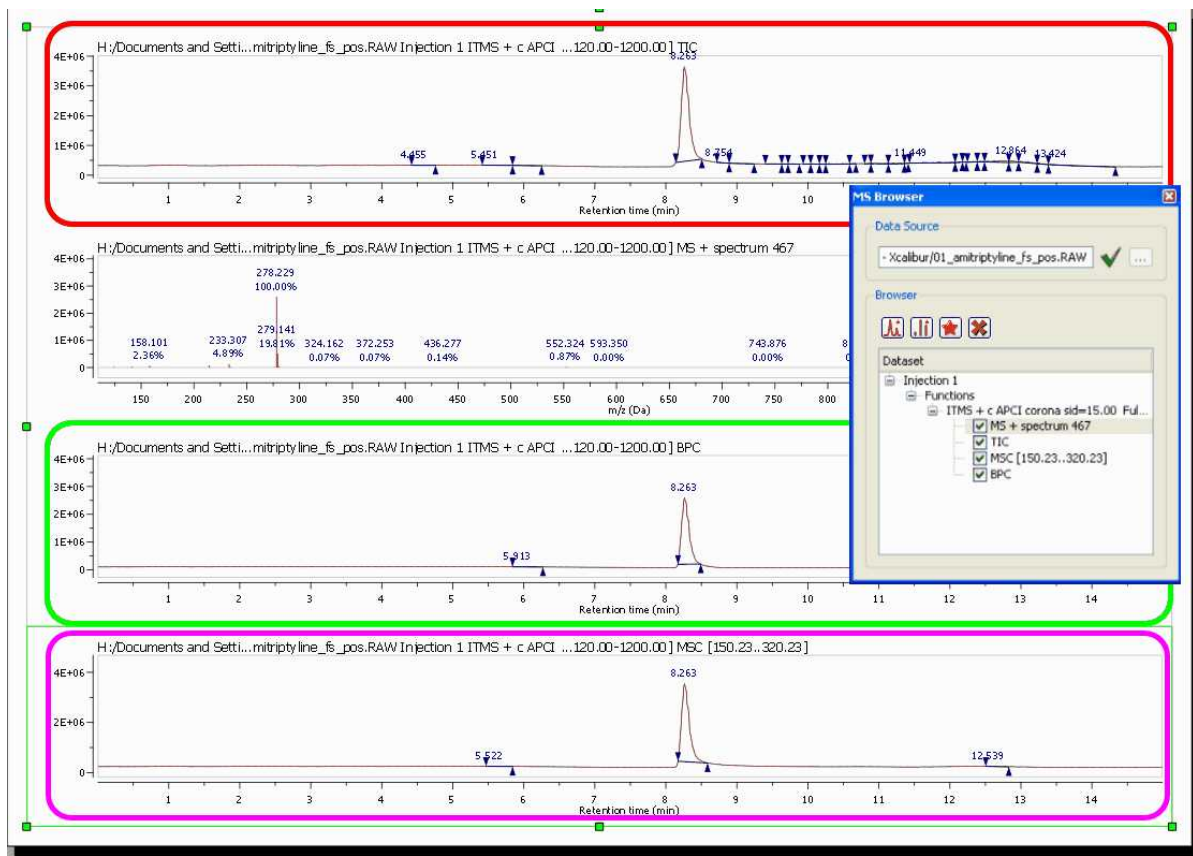 H:/Documents and Setti...mitriptyline_fs_pos.RAW Injection 1 ITMS + c APCI ...120.00-1200.00] TIC
4E+06
3E+06
2E+06
1E+06
0
4.455
5.451
8.263
8.754
11.449
12.864
13.424
1 2 3 4 5 6 7 8 9 10
Retention time (min)
H:/Documents and Setti...mitriptyline_fs_pos.RAW Injection 1 ITMS + c APCI ...120.00-1200.00] MS + spectrum 467
4E+06
3E+06
2E+06
1E+06
0
158.101
2.36%
233.307
4.89%
278.229
100.00%
279.141
19.81%
324.162
0.07%
372.253
0.07%
436.277
0.14%
552.324
0.87%
593.350
0.00%
743.876
0.00%
150 200 250 300 350 400 450 500 550 600 650 700 750 800
m/z (Da)
MS Browser
Data Source
- Xcalibur/01_amitriptyline_fs_pos.RAW
...
Browser
Dataset
Injection 1
Functions
ITMS + c APCI corona sid=15.00 Ful...
MS + spectrum 467
TIC
MSC [150.23..320.23]
BPC
H:/Documents and Setti...mitriptyline_fs_pos.RAW Injection 1 ITMS + c APCI ...120.00-1200.00] BPC
4E+06
3E+06
2E+06
1E+06
0
5.913
8.263
1 2 3 4 5 6 7 8 9 10 11 12 13 14
Retention time (min)
H:/Documents and Setti...mitriptyline_fs_pos.RAW Injection 1 ITMS + c APCI ...120.00-1200.00] MSC [150.23..320.23]
4E+06
2E+06
0
5.522
8.263
12.539
1 2 3 4 5 6 7 8 9 10 11 12 13 14
Retention time (min)